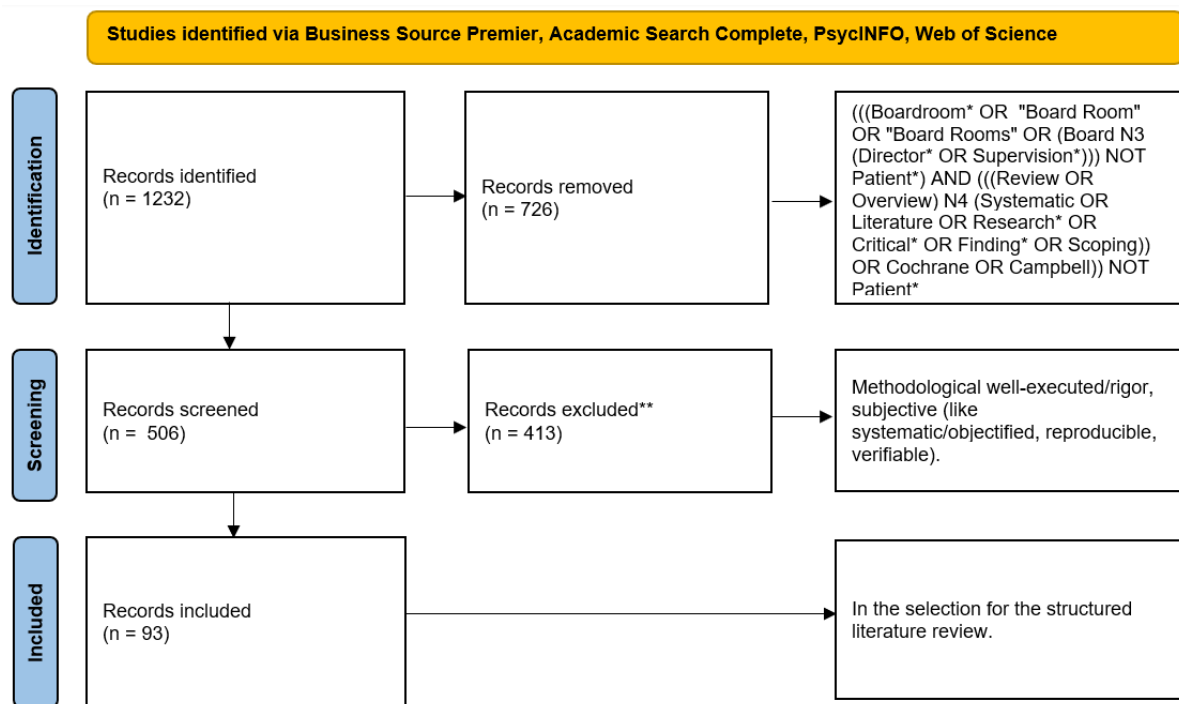 Studies identified via Business Source Premier, Academic Search Complete, PsycINFO, Web of Science
Identification
Records identified
(n = 1232)
Records removed
(n = 726)
(((Boardroom* OR  "Board Room"
OR "Board Rooms" OR (Board N3
(Director* OR Supervision*))) NOT
Patient*) AND (((Review OR
Overview) N4 (Systematic OR
Literature OR Research* OR
Critical* OR Finding* OR Scoping))
OR Cochrane OR Campbell)) NOT
Patient*
Screening
Records screened
(n =  506)
Records excluded**
(n = 413)
Methodological well-executed/rigor,
subjective (like
systematic/objectified, reproducible,
verifiable).
Included
Records included
(n = 93)
In the selection for the structured
literature review.